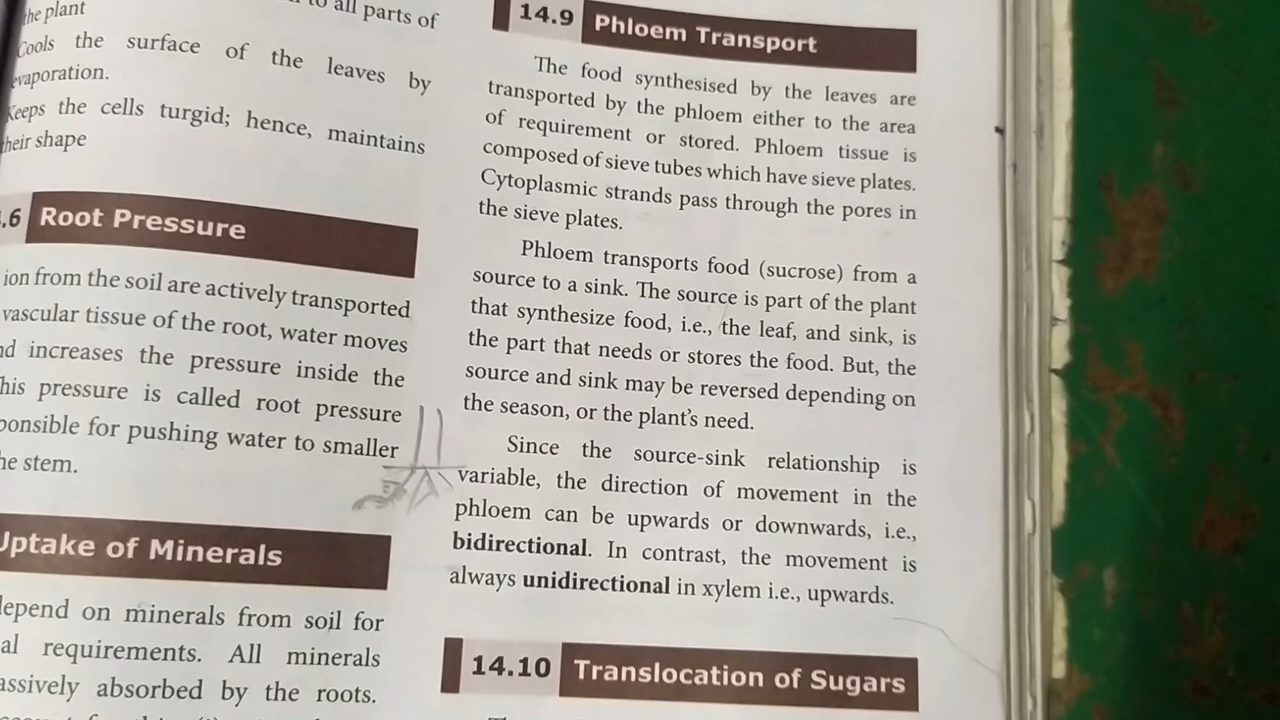 the plant
to all parts of
Cools the surface of the leaves by
evaporation.
Keeps the cells turgid; hence, maintains
their shape
.6 Root Pressure
ion from the soil are actively transported
vascular tissue of the root, water moves
increases the pressure inside the
his pressure is called root pressure
ponsible for pushing water to smaller
he stem.
Uptake of Minerals
depend on minerals from soil for
al requirements. All minerals
assively absorbed by the roots.
14.9 Phloem Transport
The food synthesised by the leaves are
transported by the phloem either to the area
of requirement or stored. Phloem tissue is
composed of sieve tubes which have sieve plates.
Cytoplasmic strands pass through the pores in
the sieve plates.
Phloem transports food (sucrose) from a
source to a sink. The source is part of the plant
that synthesize food, i.e., the leaf, and sink, is
the part that needs or stores the food. But, the
source and sink may be reversed depending on
the season, or the plant's need.
Since the source-sink relationship is
variable, the direction of movement in the
phloem can be upwards or downwards, i.e.,
bidirectional. In contrast, the movement is
always unidirectional in xylem i.e., upwards.
14.10 Translocation of Sugars